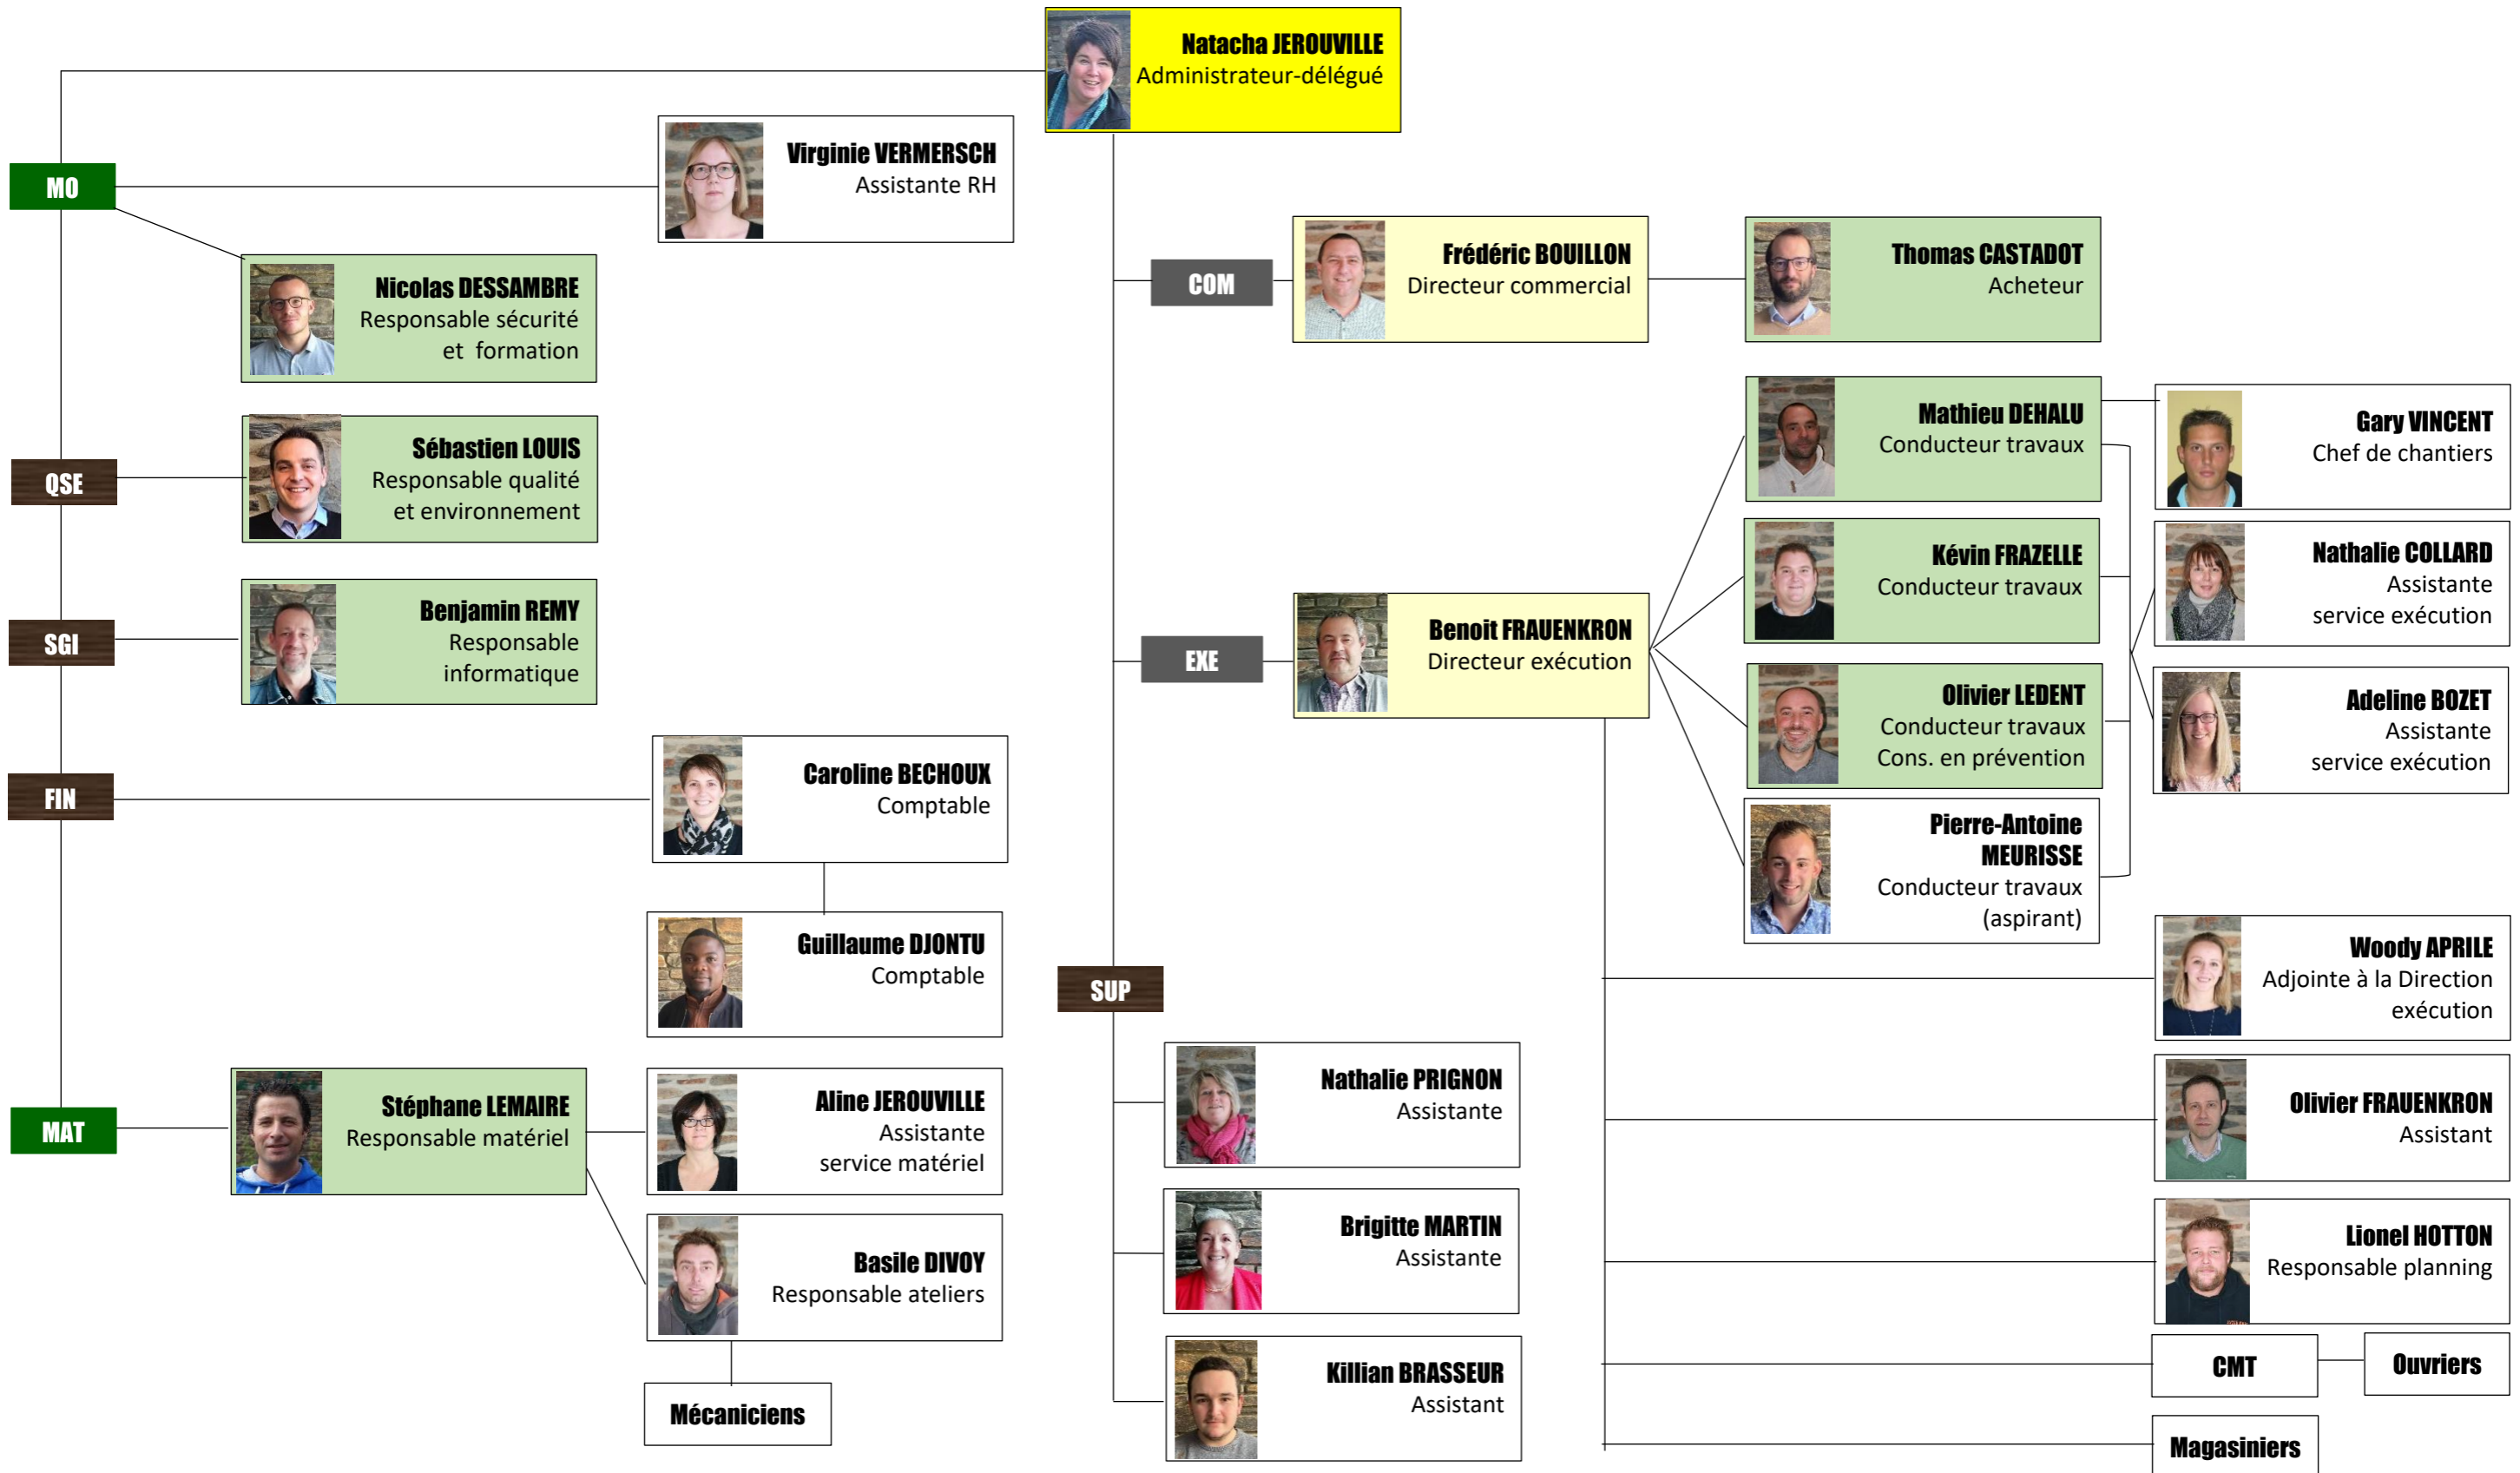 Natacha JEROUVILLE
Administrateur-délégué
MO
Virginie VERMERSCH
Assistante RH
Nicolas DESSAMBRE
Responsable sécurité
et formation
QSE
Sébastien LOUIS
Responsable qualité
et environnement
SGI
Benjamin REMY
Responsable
informatique
FIN
Caroline BECHOUX
Comptable
Guillaume DJONTU
Comptable
MAT
Stéphane LEMAIRE
Responsable matériel
Aline JEROUVILLE
Assistante
service matériel
Basile DIVOY
Responsable ateliers
Mécaniciens
COM
Frédéric BOUILLON
Directeur commercial
Thomas CASTADOT
Acheteur
EXE
Benoit FRAUENKRON
Directeur exécution
Mathieu DEHALU
Conducteur travaux
Kévin FRAZELLE
Conducteur travaux
Olivier LEDENT
Conducteur travaux
Cons. en prévention
Pierre-Antoine
MEURISSE
Conducteur travaux
(aspirant)
Gary VINCENT
Chef de chantiers
Nathalie COLLARD
Assistante
service exécution
Adeline BOZET
Assistante
service exécution
Woody APRILE
Adjointe à la Direction
exécution
Olivier FRAUENKRON
Assistant
Lionel HOTTON
Responsable planning
CMT
Ouvriers
Magasiniers
SUP
Nathalie PRIGNON
Assistante
Brigitte MARTIN
Assistante
Killian BRASSEUR
Assistant